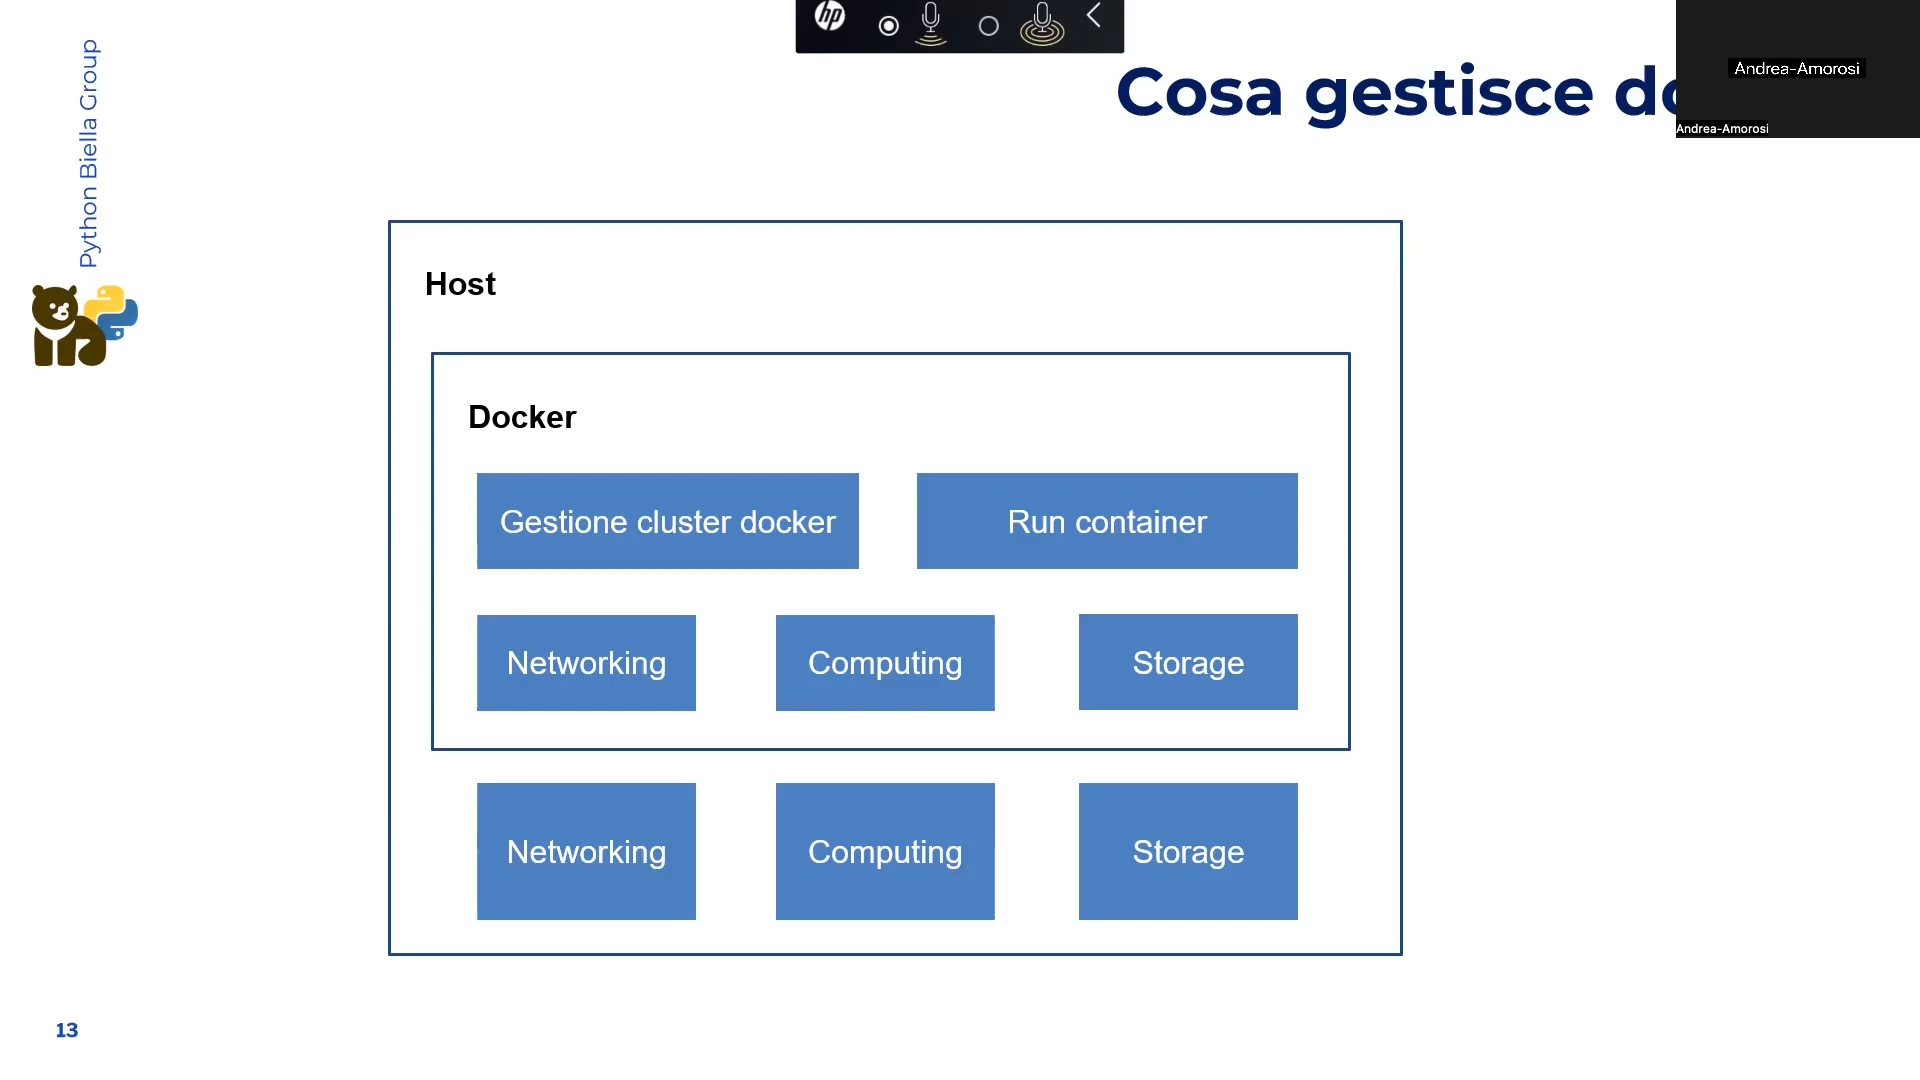 hp
Python Biella Group
Cosa gestisce
Andrea-Amorosi
Andrea-Amorosi
Host
Docker
Gestione cluster docker
Run container
Networking
Computing
Storage
Networking
Computing
Storage
13